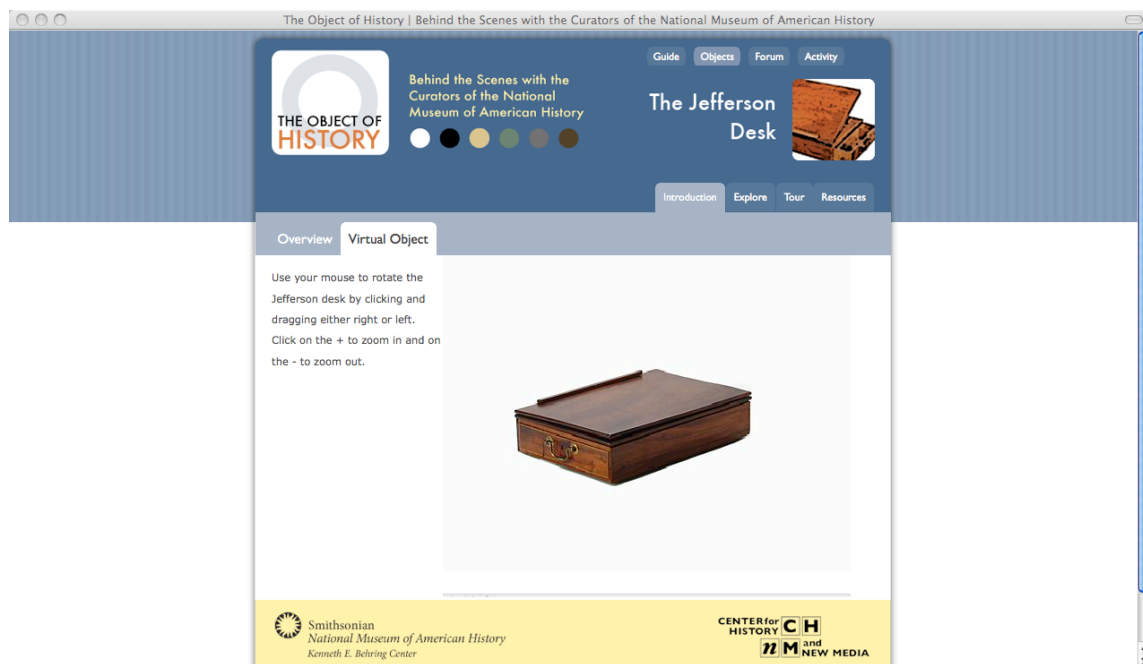 The Object of History | Behind the Scenes with the Curators of the National Museum of American History
Guide Objects Forum Activity
THE OBJECT OF
HISTORY
Behind the Scenes with the
Curators of the National
Museum of American History
The Jefferson
Desk
Introduction Explore Tour Resources
Overview Virtual Object
Use your mouse to rotate the
Jefferson desk by clicking and
dragging either right or left.
Click on the + to zoom in and on
the - to zoom out.
Smithsonian
National Museum of American History
Kenneth E. Behring Center
CENTER for
HISTORY C H
n M and
NEW MEDIA